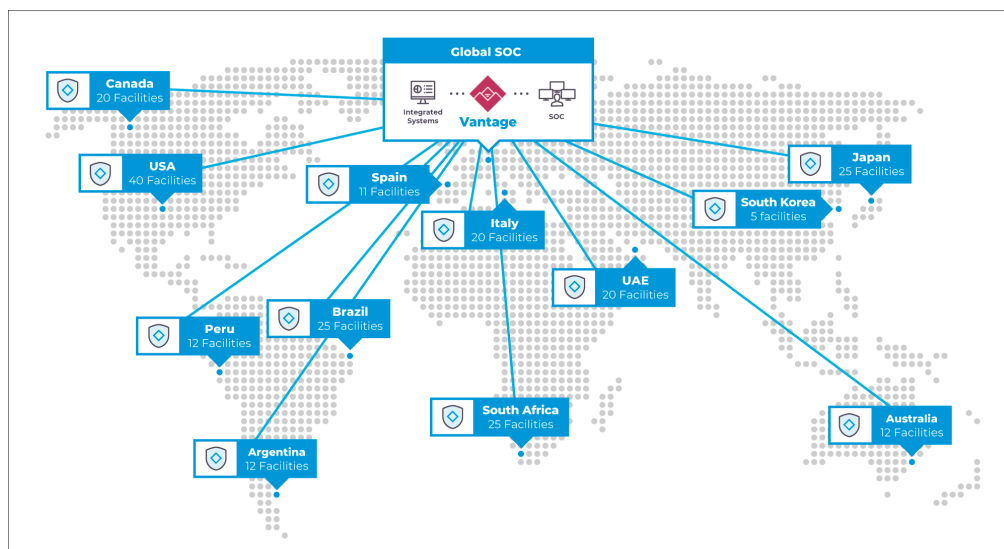 Global SOC
Integrated
Systems
Vantage
SOC
Canada
20 Facilities
USA
40 Facilities
Spain
11 Facilities
Italy
20 Facilities
Japan
25 Facilities
South Korea
5 facilities
UAE
20 Facilities
Peru
12 Facilities
Brazil
25 Facilities
South Africa
25 Facilities
Australia
12 Facilities
Argentina
12 Facilities